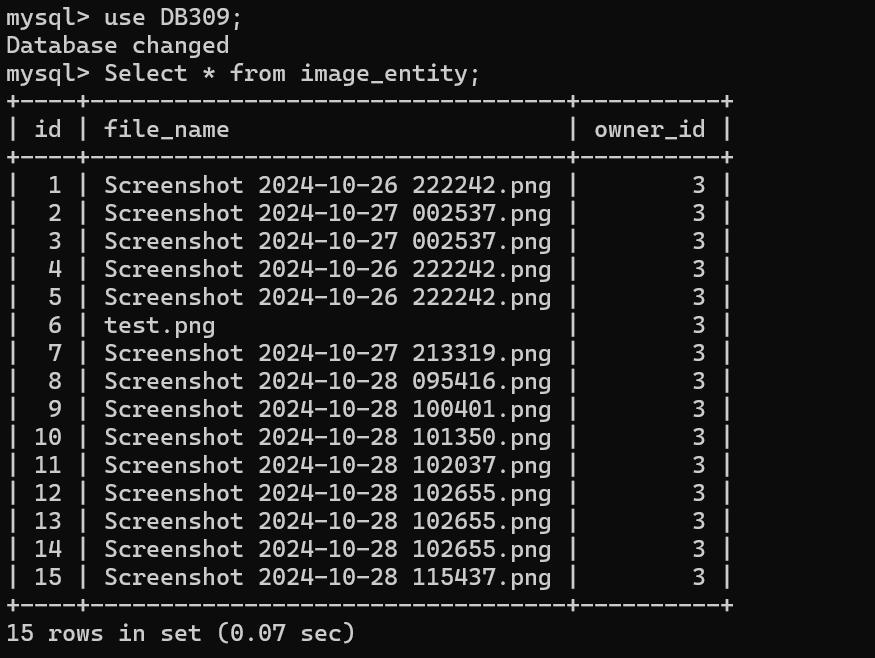 mysql> use DB309;
Database changed
mysql> Select * from image_entity;
+----+----------------------------------+----------+
| id | file_name                        | owner_id |
+----+----------------------------------+----------+
|  1 | Screenshot 2024-10-26 222242.png |        3 |
|  2 | Screenshot 2024-10-27 002537.png |        3 |
|  3 | Screenshot 2024-10-27 002537.png |        3 |
|  4 | Screenshot 2024-10-26 222242.png |        3 |
|  5 | Screenshot 2024-10-26 222242.png |        3 |
|  6 | test.png                         |        3 |
|  7 | Screenshot 2024-10-27 213319.png |        3 |
|  8 | Screenshot 2024-10-28 095416.png |        3 |
|  9 | Screenshot 2024-10-28 100401.png |        3 |
| 10 | Screenshot 2024-10-28 101350.png |        3 |
| 11 | Screenshot 2024-10-28 102037.png |        3 |
| 12 | Screenshot 2024-10-28 102655.png |        3 |
| 13 | Screenshot 2024-10-28 102655.png |        3 |
| 14 | Screenshot 2024-10-28 102655.png |        3 |
| 15 | Screenshot 2024-10-28 115437.png |        3 |
+----+----------------------------------+----------+
15 rows in set (0.07 sec)